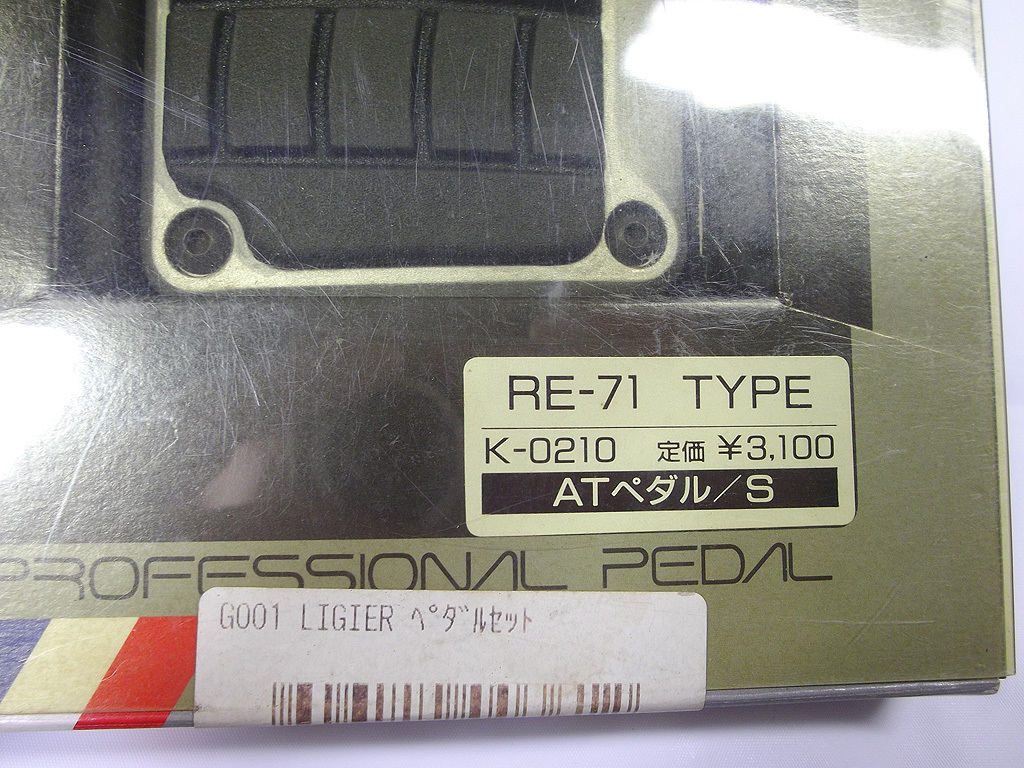 RE-71 TYPE
K-0210 定価 ¥3,100
ATペダル/S
PROFESSIONAL PEDAL
G001 LIGIER ペダルセット